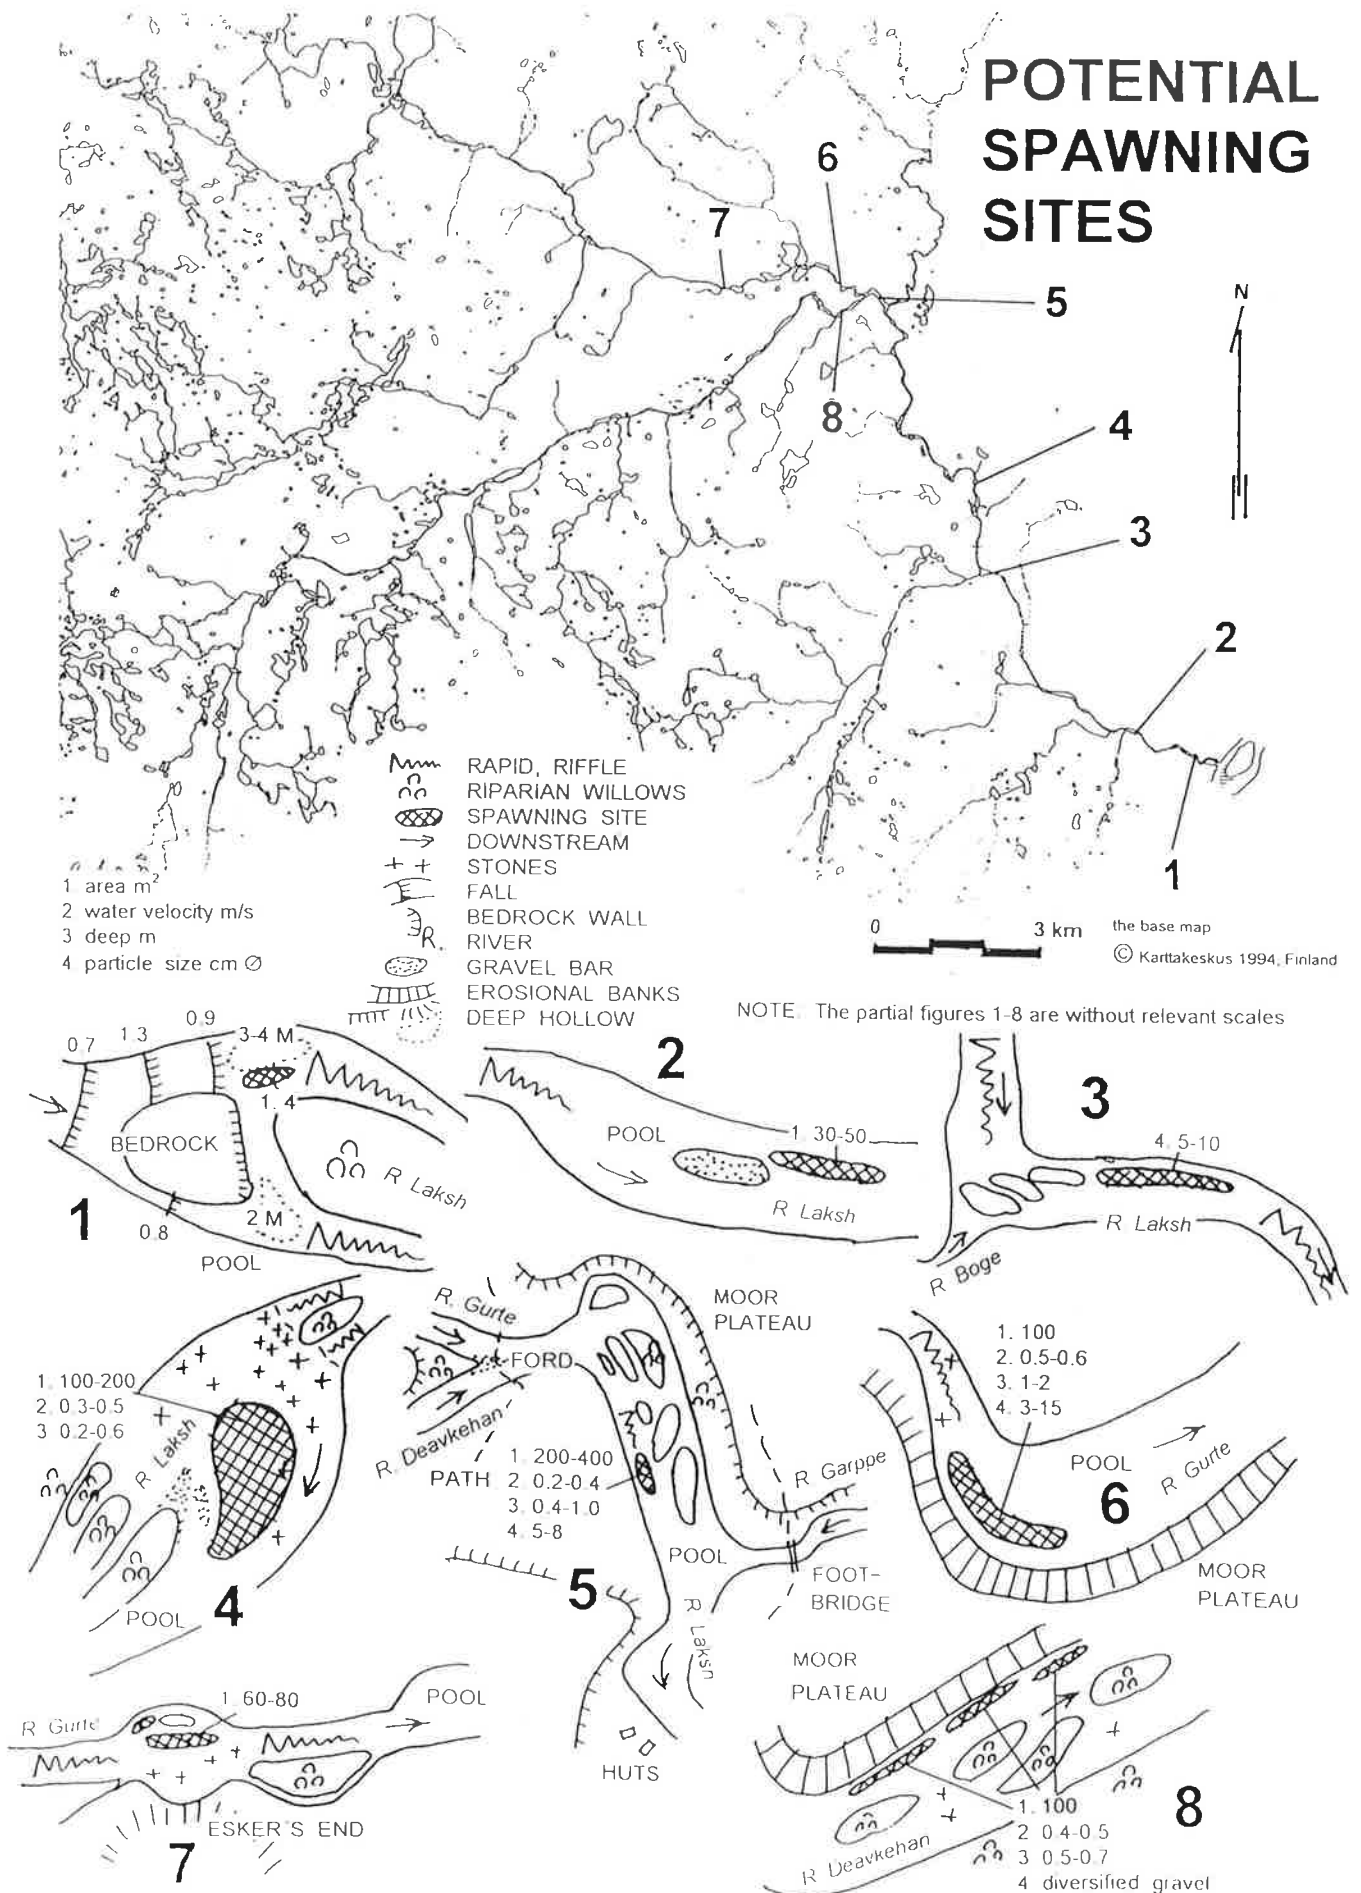 POTENTIAL
SPAWNING
SITES
6
7
5
N
8
4
3
2
1
RAPID, RIFFLE
RIPARIAN WILLOWS
SPAWNING SITE
DOWNSTREAM
STONES
FALL
BEDROCK WALL
R. RIVER
GRAVEL BAR
EROSIONAL BANKS
DEEP HOLLOW
1 area m²
2 water velocity m/s
3 deep m
4 particle size cm Ø
0 3 km
the base map
© Karttakeskus 1994, Finland
NOTE. The partial figures 1-8 are without relevant scales
0.7
1.3
0.9
3-4 M
1. 4
BEDROCK
R Laksh
1
0.8
2 M
POOL
2
POOL
1. 30-50
R Laksh
3
4. 5-10
R Laksh
R Boge
1. 100-200
2. 0.3-0.5
3 0.2-0.6
R Laksh
POOL
4
R. Gurte
FORD
R. Deavkehan
PATH
MOOR
PLATEAU
1. 200-400
2. 0.2-0.4
3. 0.4-1.0
4. 5-8
R Garppe
POOL
FOOT-
BRIDGE
5
R Laksh
HUTS
1. 100
2. 0.5-0.6
3. 1-2
4. 3-15
POOL
R Gurte
6
MOOR
PLATEAU
R Gurte
1. 60-80
POOL
ESKER'S END
7
MOOR
PLATEAU
R Deavkehan
1. 100
2 0.4-0.5
3 0.5-0.7
4 diversified gravel
8